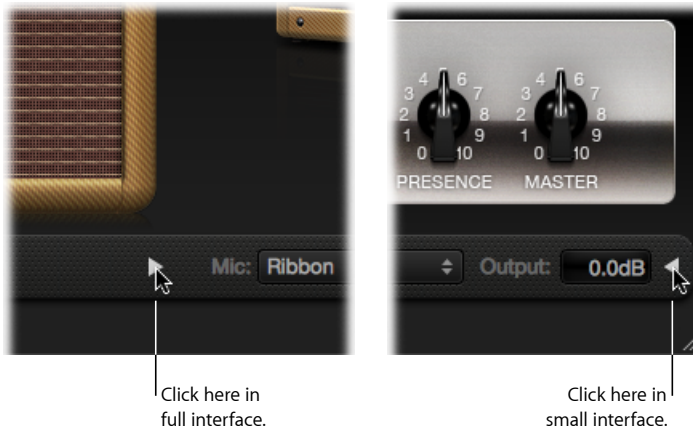 4 5 6
3 7
2 8
1 9
0 10
PRESENCE
4 5 6
3 7
2 8
1 9
0 10
MASTER
Mic: Ribbon
Output: 0.0dB
Click here in
full interface.
Click here in
small interface.